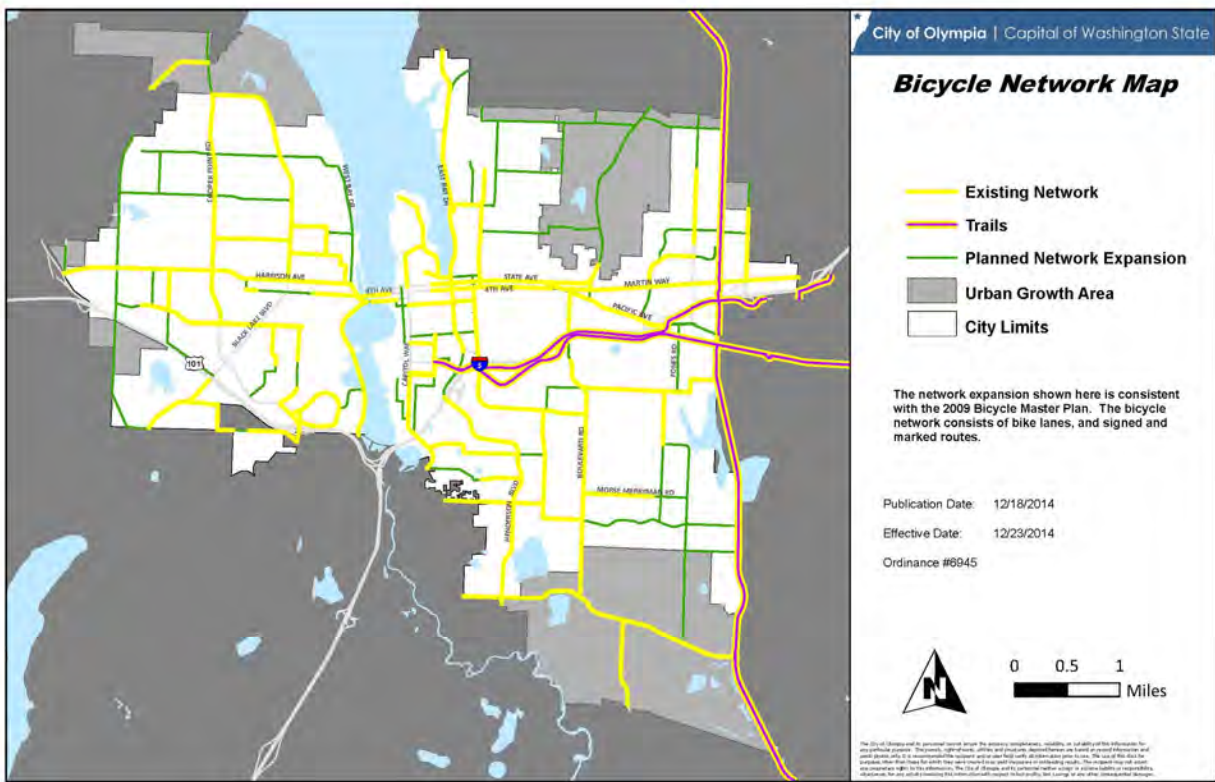 City of Olympia | Capital of Washington State
Bicycle Network Map
Existing Network
Trails
Planned Network Expansion
Urban Growth Area
City Limits
The network expansion shown here is consistent
with the 2009 Bicycle Master Plan. The bicycle
network consists of bike lanes, and signed and
marked routes.
Publication Date: 12/18/2014
Effective Date: 12/23/2014
Ordinance #6945
N
0 0.5 1
Miles
COOPER POINT RD
WEST BAY DR
EAST BAY DR
HARRISON AVE
4TH AVE
STATE AVE
4TH AVE
MARTIN WAY
PACIFIC AVE
BLACK LAKE BLVD
101
CAPITOL WAY
5
FONES RD
BOULEVARD RD
HENDERSON BLVD
MORSE MERRYMAN RD